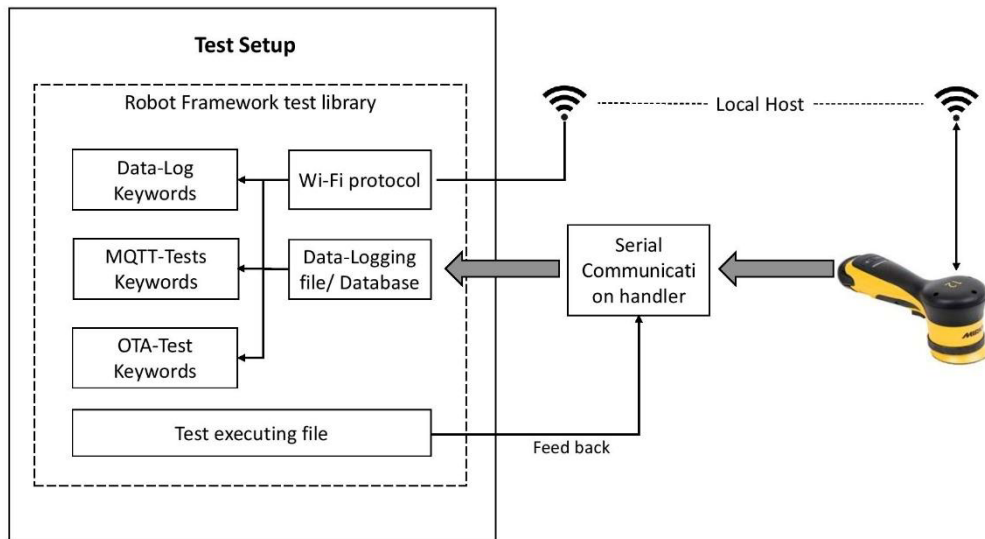 Test Setup
Robot Framework test library
Local Host
Data-Log
Keywords
Wi-Fi protocol
MQTT-Tests
Keywords
Data-Logging
file/ Database
Serial
Communicati
on handler
OTA-Test
Keywords
Test executing file
Feed back